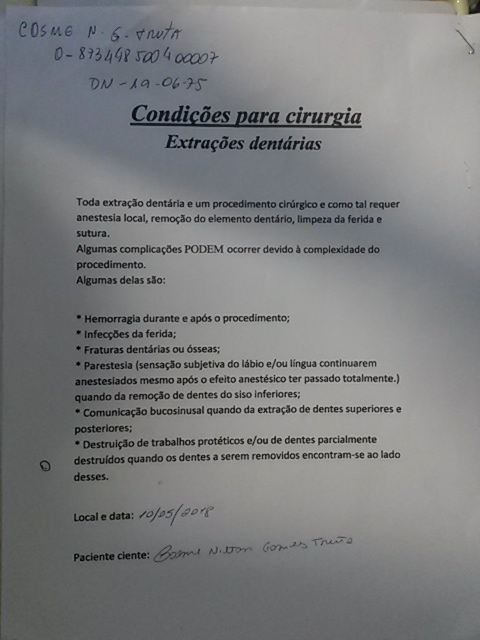 COSME N. G. TRUTA
0-873448500400007
DN-19-06-75
Condições para cirurgia
Extrações dentárias
Toda extração dentária e um procedimento cirúrgico e como tal requer
anestesia local, remoção do elemento dentário, limpeza da ferida e
sutura.
Algumas complicações PODEM ocorrer devido à complexidade do
procedimento.
Algumas delas são:
* Hemorragia durante e após o procedimento;
* Infecções da ferida;
* Fraturas dentárias ou ósseas;
* Parestesia (sensação subjetiva do lábio e/ou língua continuarem
anestesiados mesmo após o efeito anestésico ter passado totalmente.)
quando da remoção de dentes do siso inferiores;
* Comunicação bucosinusal quando da extração de dentes superiores e
posteriores;
* Destruição de trabalhos protéticos e/ou de dentes parcialmente
destruídos quando os dentes a serem removidos encontram-se ao lado
desses.
Local e data: 10/05/2018
Paciente ciente: Cosme Nilton Gomes Truta